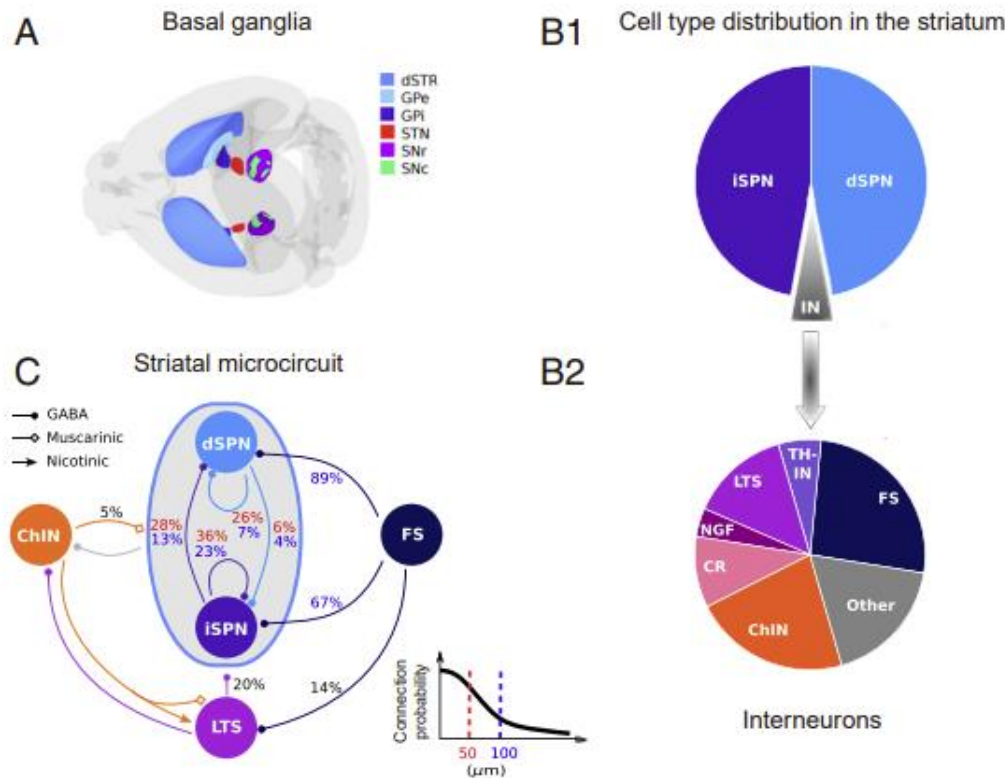 A
Basal ganglia
dSTR
GPe
GPi
STN
SNr
SNc
B1
Cell type distribution in the striatum
iSPN
dSPN
IN
C
Striatal microcircuit
GABA
Muscarinic
Nicotinic
dSPN
89%
5%
ChIN
28%
13%
36%
23%
26%
7%
6%
4%
FS
iSPN
67%
20%
14%
LTS
Connection
probability
50
100
(μm)
B2
TH-
IN
LTS
FS
NGF
CR
Other
ChIN
Interneurons